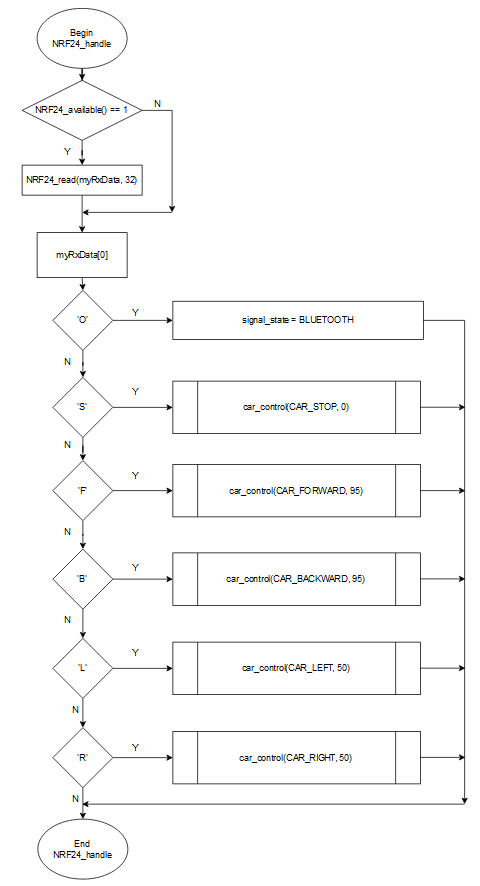 Begin
NRF24_handle
NRF24_available() == 1
N
Y
NRF24_read(myRxData, 32)
myRxData[0]
'O'
Y
signal_state = BLUETOOTH
N
'S'
Y
car_control(CAR_STOP, 0)
N
'F'
Y
car_control(CAR_FORWARD, 95)
N
'B'
Y
car_control(CAR_BACKWARD, 95)
N
'L'
Y
car_control(CAR_LEFT, 50)
N
'R'
Y
car_control(CAR_RIGHT, 50)
N
End
NRF24_handle